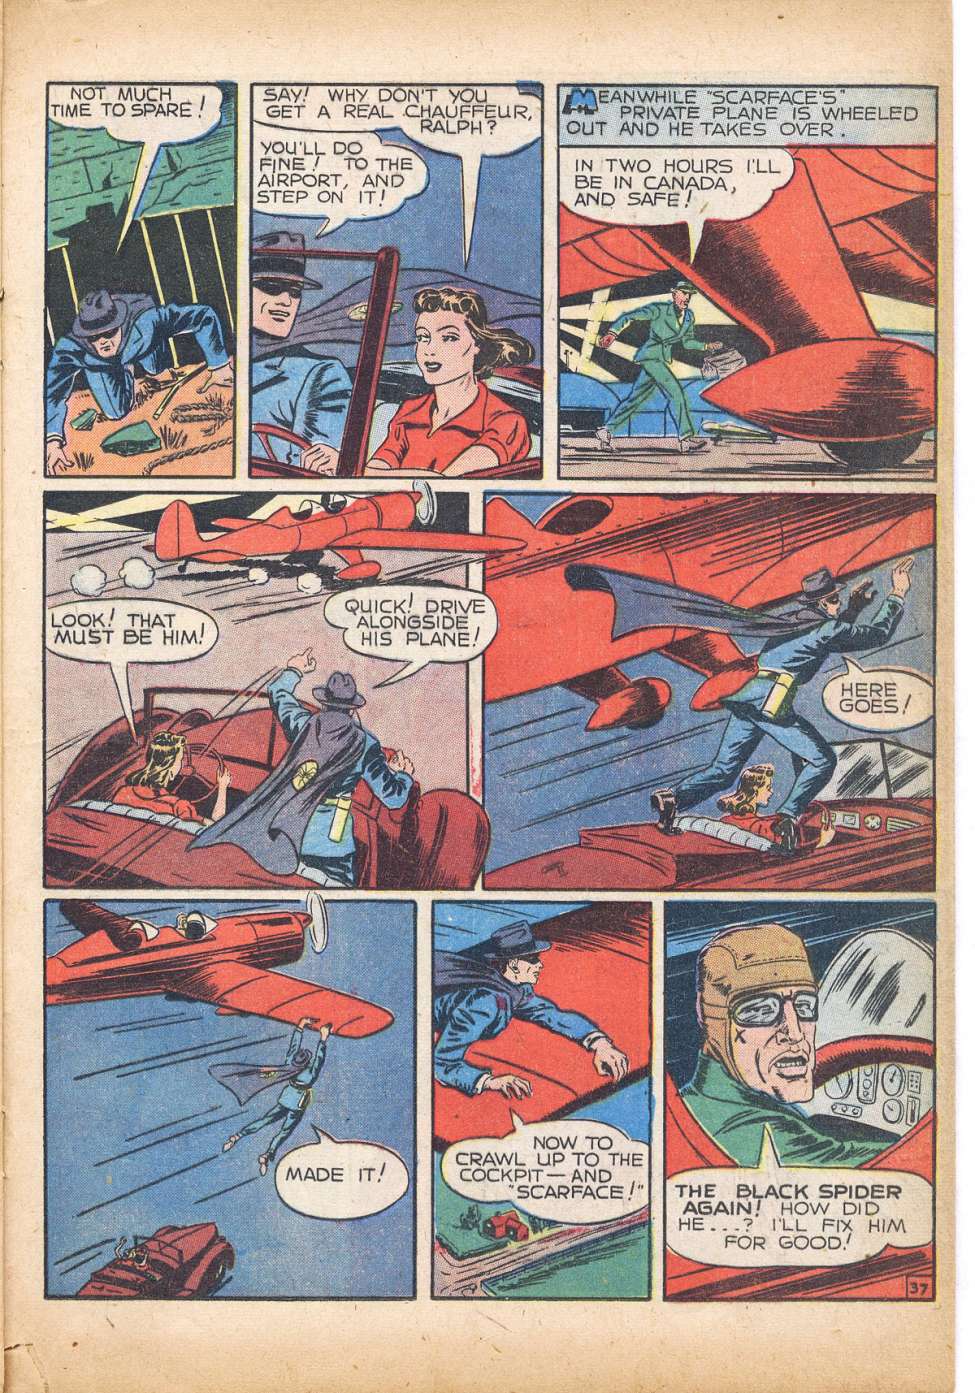 NOT MUCH
TIME TO SPARE!
SAY! WHY DON'T YOU
GET A REAL CHAUFFEUR,
RALPH?
YOU'LL DO
FINE! TO THE
AIRPORT, AND
STEP ON IT!
MEANWHILE "SCARFACE'S"
PRIVATE PLANE IS WHEELED
OUT AND HE TAKES OVER.
IN TWO HOURS I'LL
BE IN CANADA,
AND SAFE!
LOOK! THAT
MUST BE HIM!
QUICK! DRIVE
ALONGSIDE
HIS PLANE!
HERE
GOES!
MADE IT!
NOW TO
CRAWL UP TO THE
COCKPIT— AND
"SCARFACE!"
THE BLACK SPIDER
AGAIN! HOW DID
HE...? I'LL FIX HIM
FOR GOOD!
37